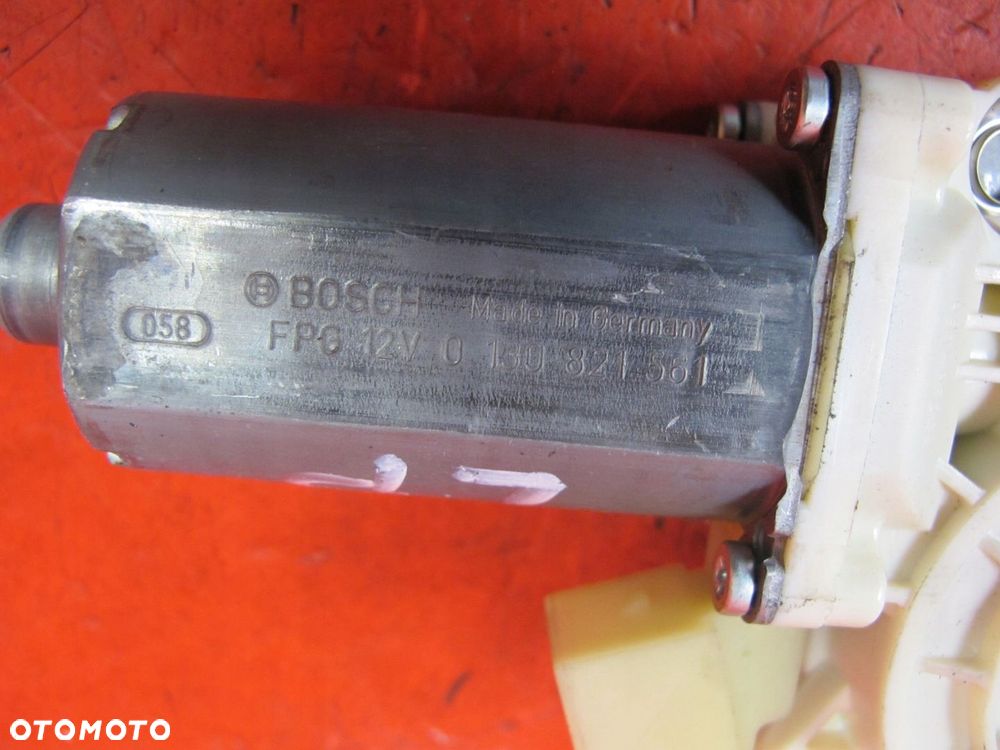 BOSCH Made in Germany
058
FPG 12V 0 130 821 561
OTOMOTO